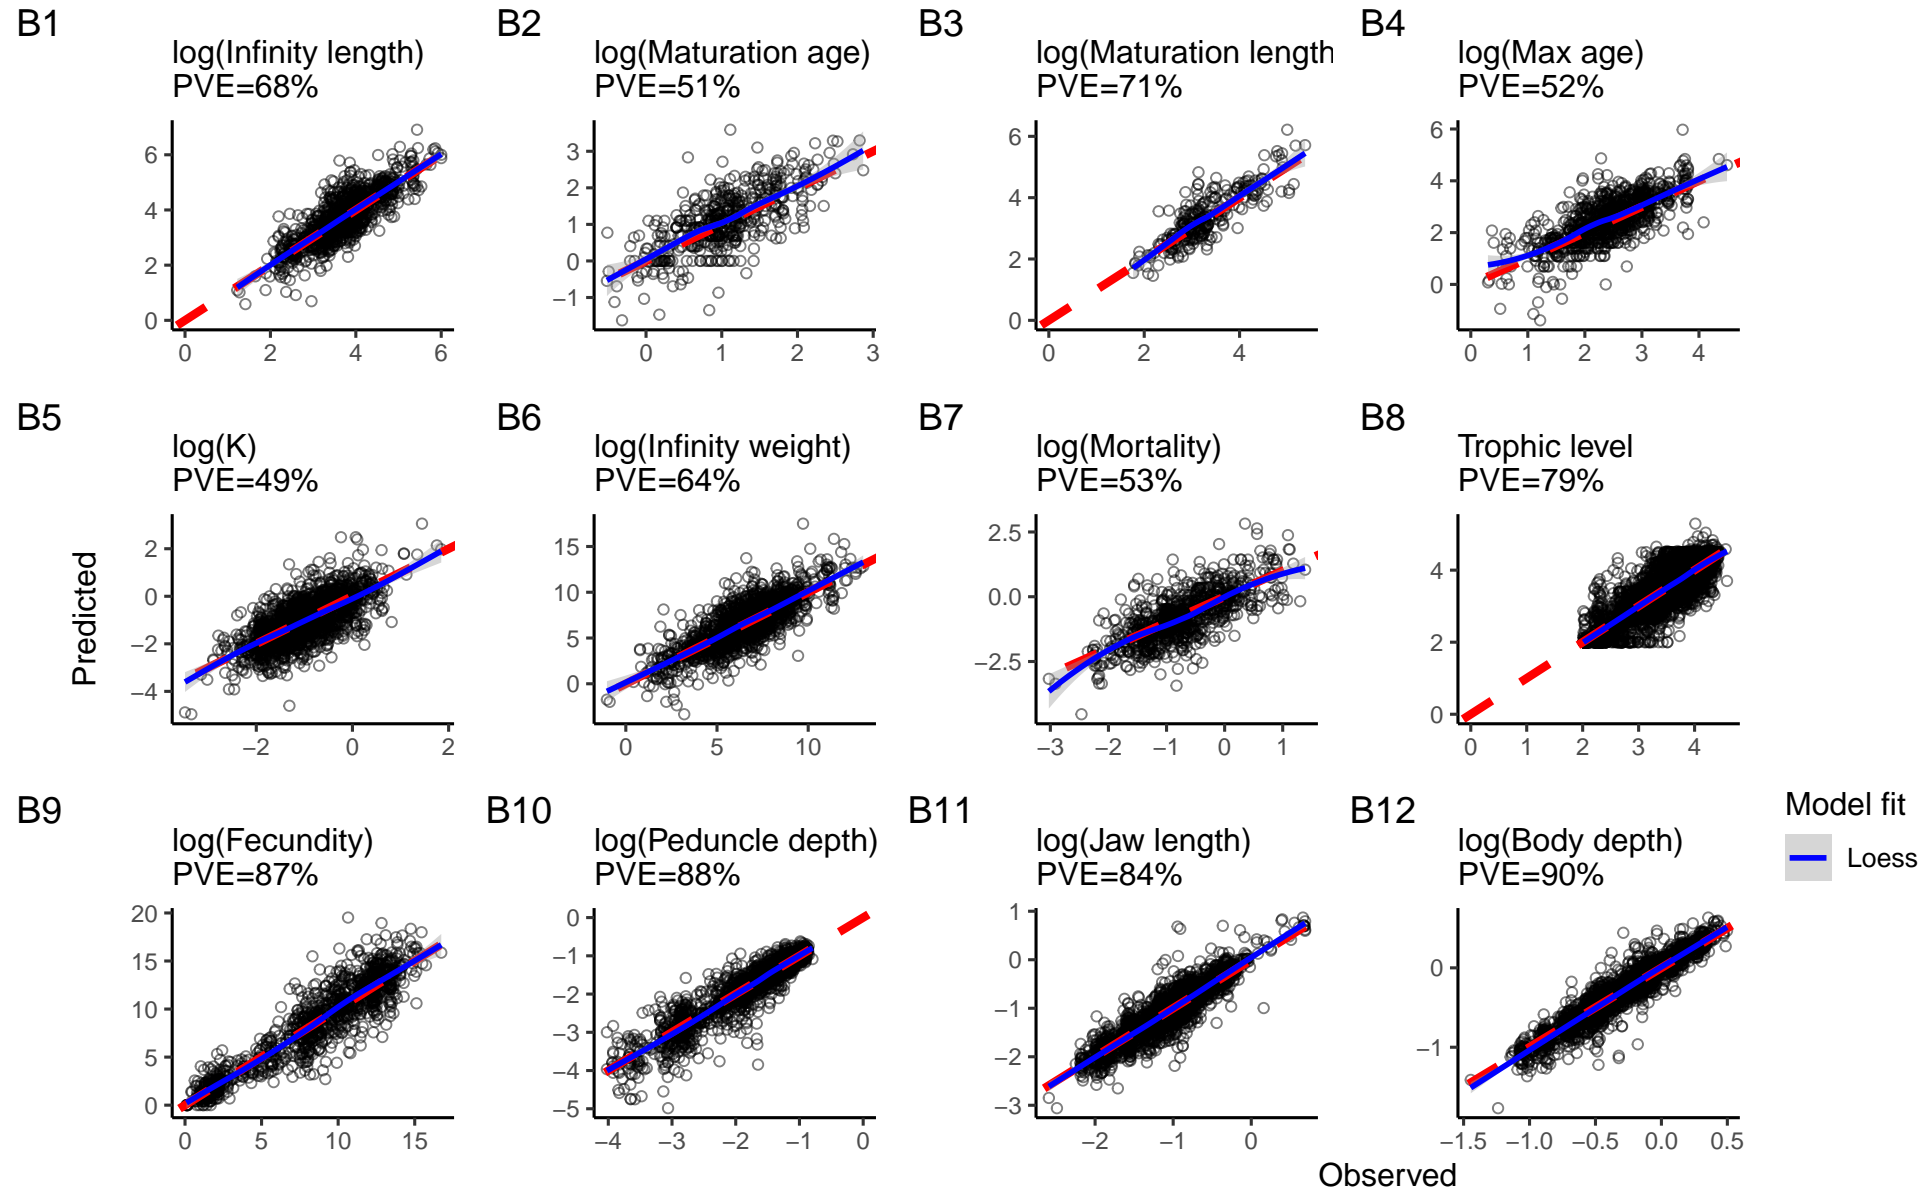 B1
log(Infinity length)
PVE=68%
6
4
2
0
0 2 4 6
B2
log(Maturation age)
PVE=51%
3
2
1
0
−1
0 1 2 3
B3
log(Maturation length
PVE=71%
6
4
2
0
0 2 4
B4
log(Max age)
PVE=52%
6
4
2
0
0 1 2 3 4
B5
log(K)
PVE=49%
2
0
−2
−4
−2 0 2
B6
log(Infinity weight)
PVE=64%
15
10
5
0
0 5 10
B7
log(Mortality)
PVE=53%
2.5
0.0
−2.5
−3 −2 −1 0 1
B8
Trophic level
PVE=79%
4
2
0
0 1 2 3 4
Predicted
B9
log(Fecundity)
PVE=87%
20
15
10
5
0
0 5 10 15
B10
log(Peduncle depth)
PVE=88%
0
−1
−2
−3
−4
−5
−4 −3 −2 −1 0
B11
log(Jaw length)
PVE=84%
1
0
−1
−2
−3
−2 −1 0
B12
log(Body depth)
PVE=90%
0
−1
−1.5 −1.0 −0.5 0.0 0.5
Observed
Model fit
Loess